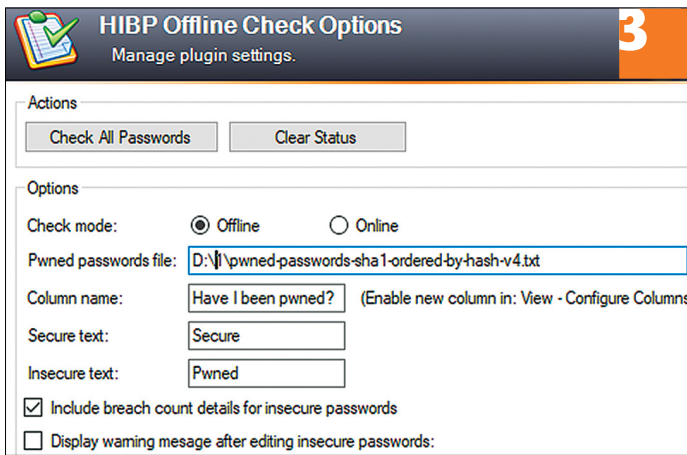 HIBP Offline Check Options
3
Manage plugin settings.
Actions
Check All Passwords Clear Status
Options
Check mode: Offline Online
Pwned passwords file: D:\1\pwned-passwords-sha1-ordered-by-hash-v4.txt
Column name: Have I been pwned? (Enable new column in: View - Configure Columns
Secure text: Secure
Insecure text: Pwned
Include breach count details for insecure passwords
Display warning mesage after editing insecure passwords: